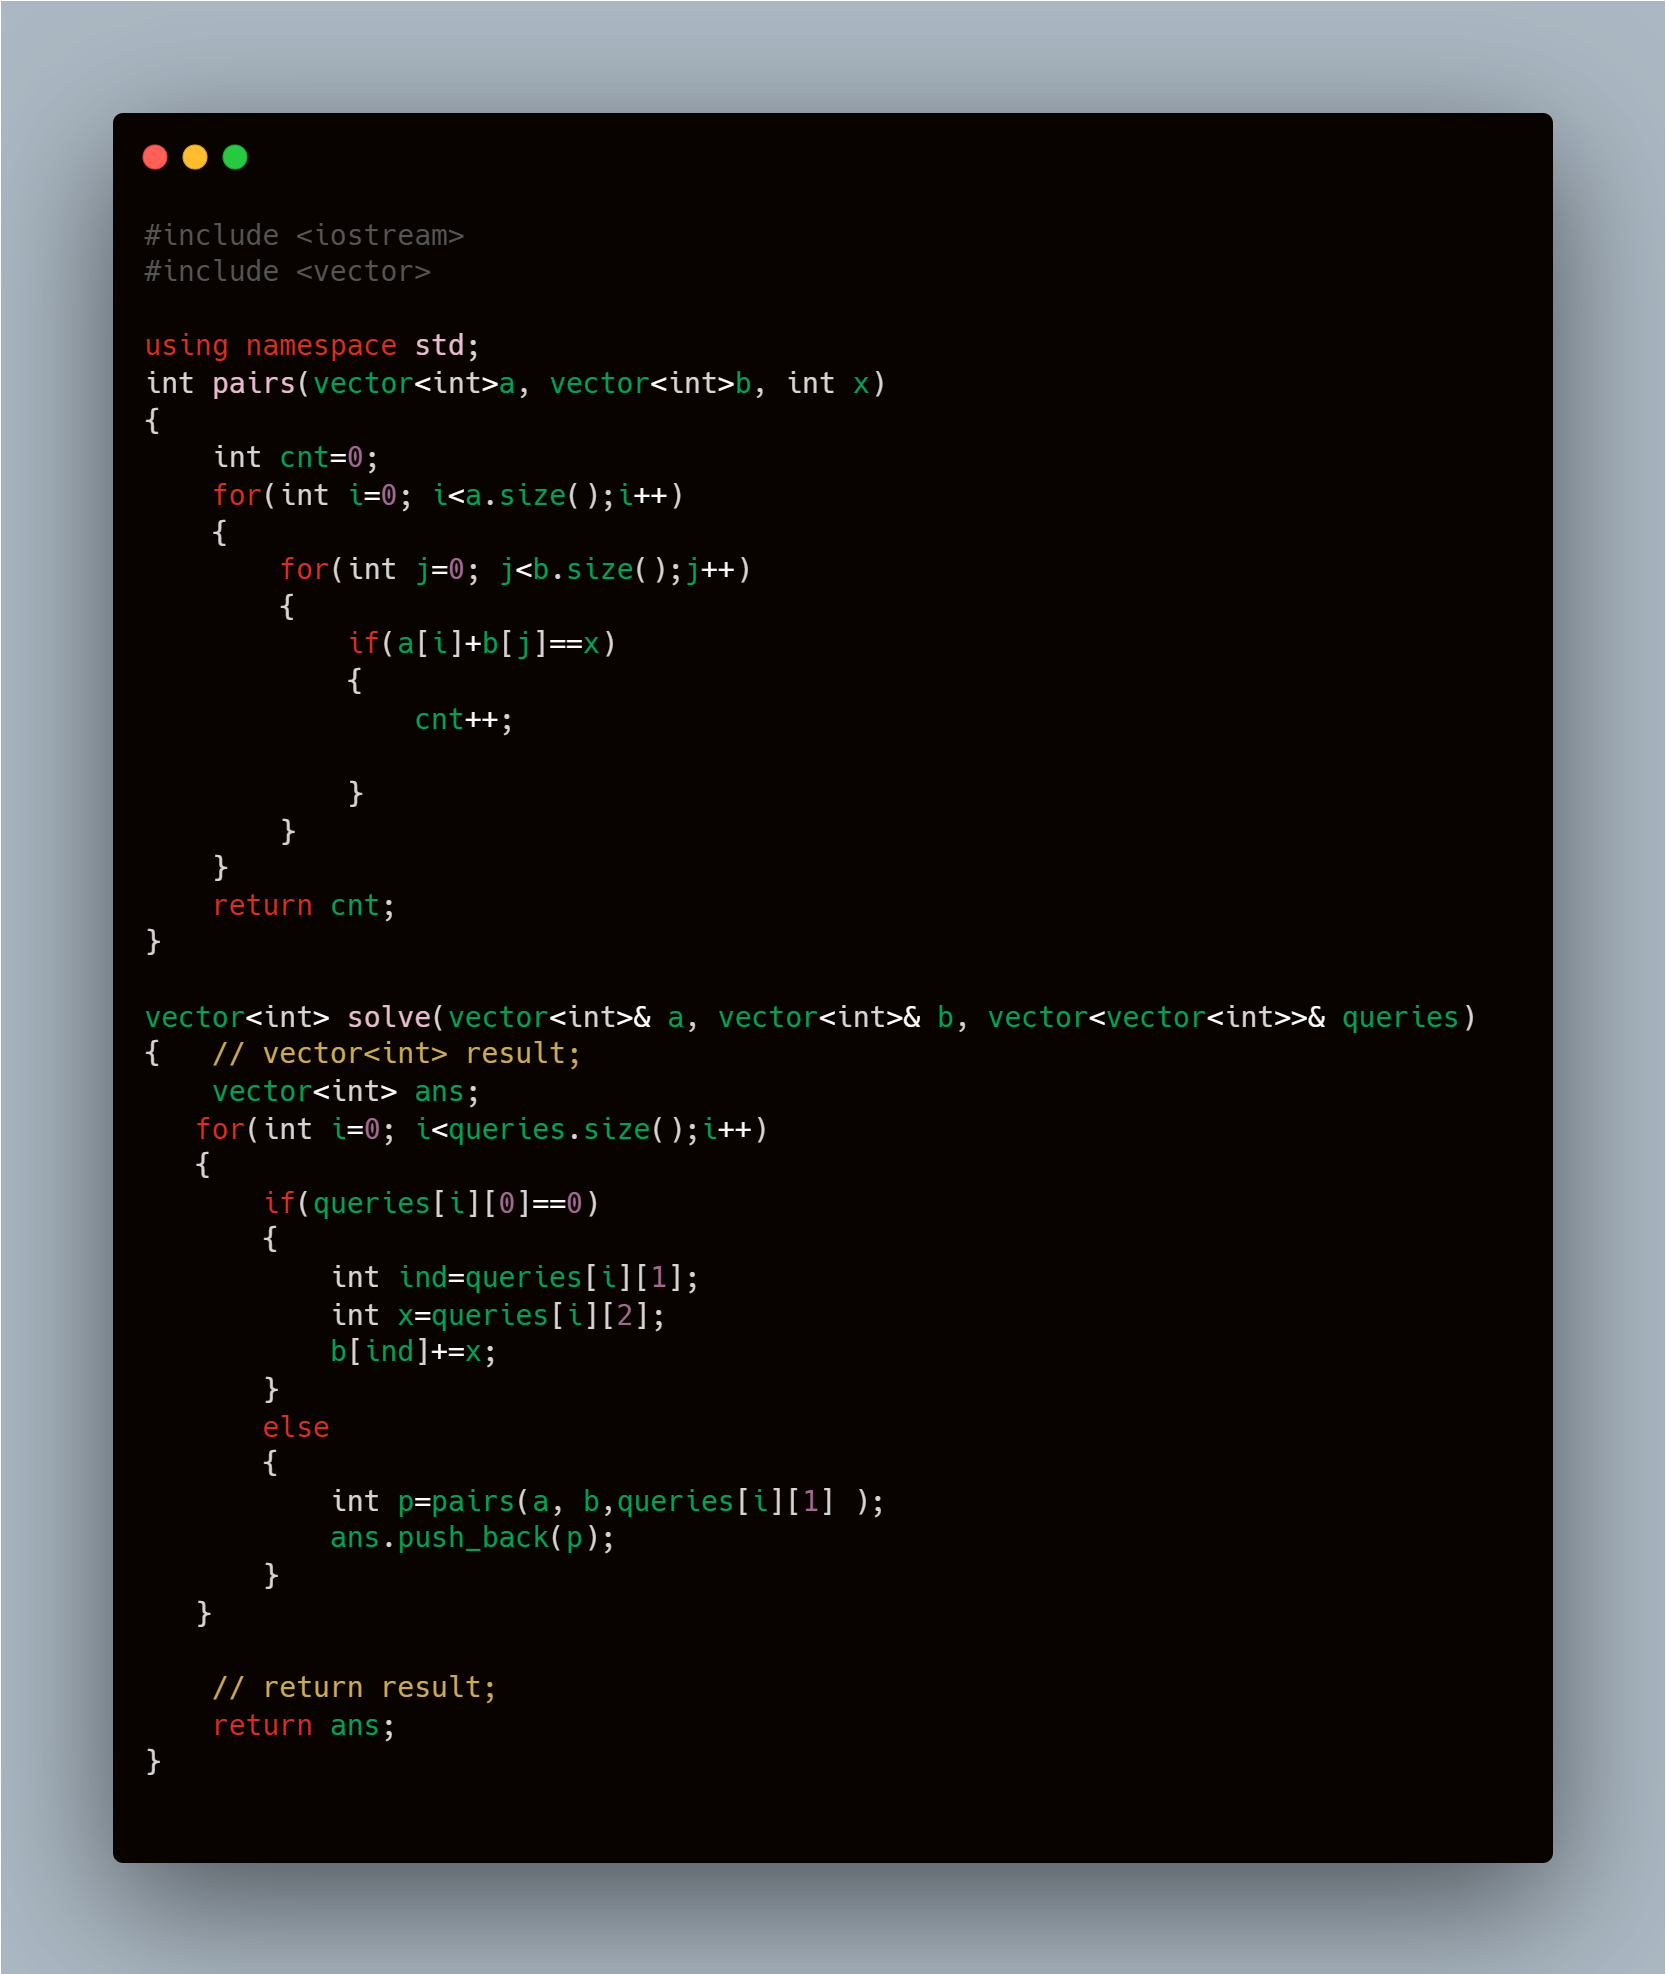 #include <iostream>
#include <vector>

using namespace std;
int pairs(vector<int>a, vector<int>b, int x)
{
    int cnt=0;
    for(int i=0; i<a.size();i++)
    {
        for(int j=0; j<b.size();j++)
        {
            if(a[i]+b[j]==x)
            {
                cnt++;

            }
        }
    }
    return cnt;
}

vector<int> solve(vector<int>& a, vector<int>& b, vector<vector<int>>& queries)
{   // vector<int> result;
    vector<int> ans;
   for(int i=0; i<queries.size();i++)
   {
       if(queries[i][0]==0)
       {
           int ind=queries[i][1];
           int x=queries[i][2];
           b[ind]+=x;
       }
       else
       {
           int p=pairs(a, b,queries[i][1] );
           ans.push_back(p);
       }
   }

    // return result;
    return ans;
}